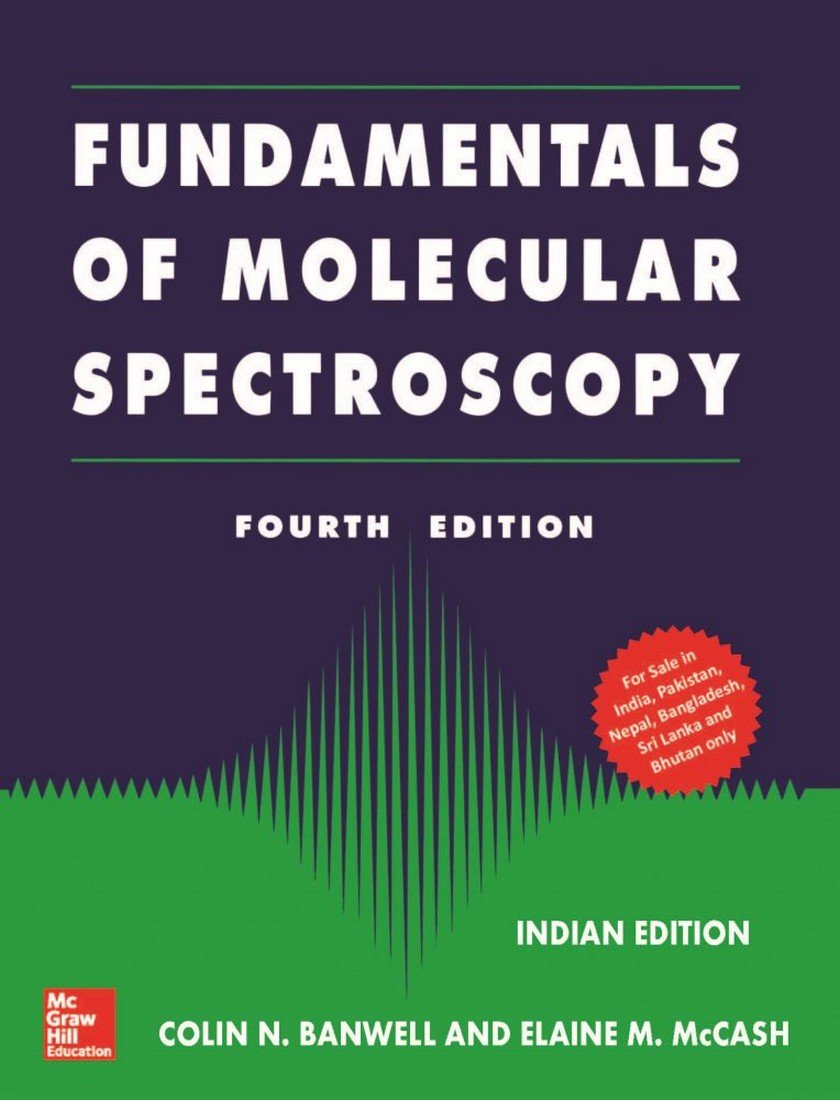 FUNDAMENTALS
OF MOLECULAR
SPECTROSCOPY
FOURTH EDITION
For Sale in
India, Pakistan,
Nepal, Bangladesh,
Sri Lanka and
Bhutan only
INDIAN EDITION
Mc
Graw
Hill
Education
COLIN N. BANWELL AND ELAINE M. McCASH